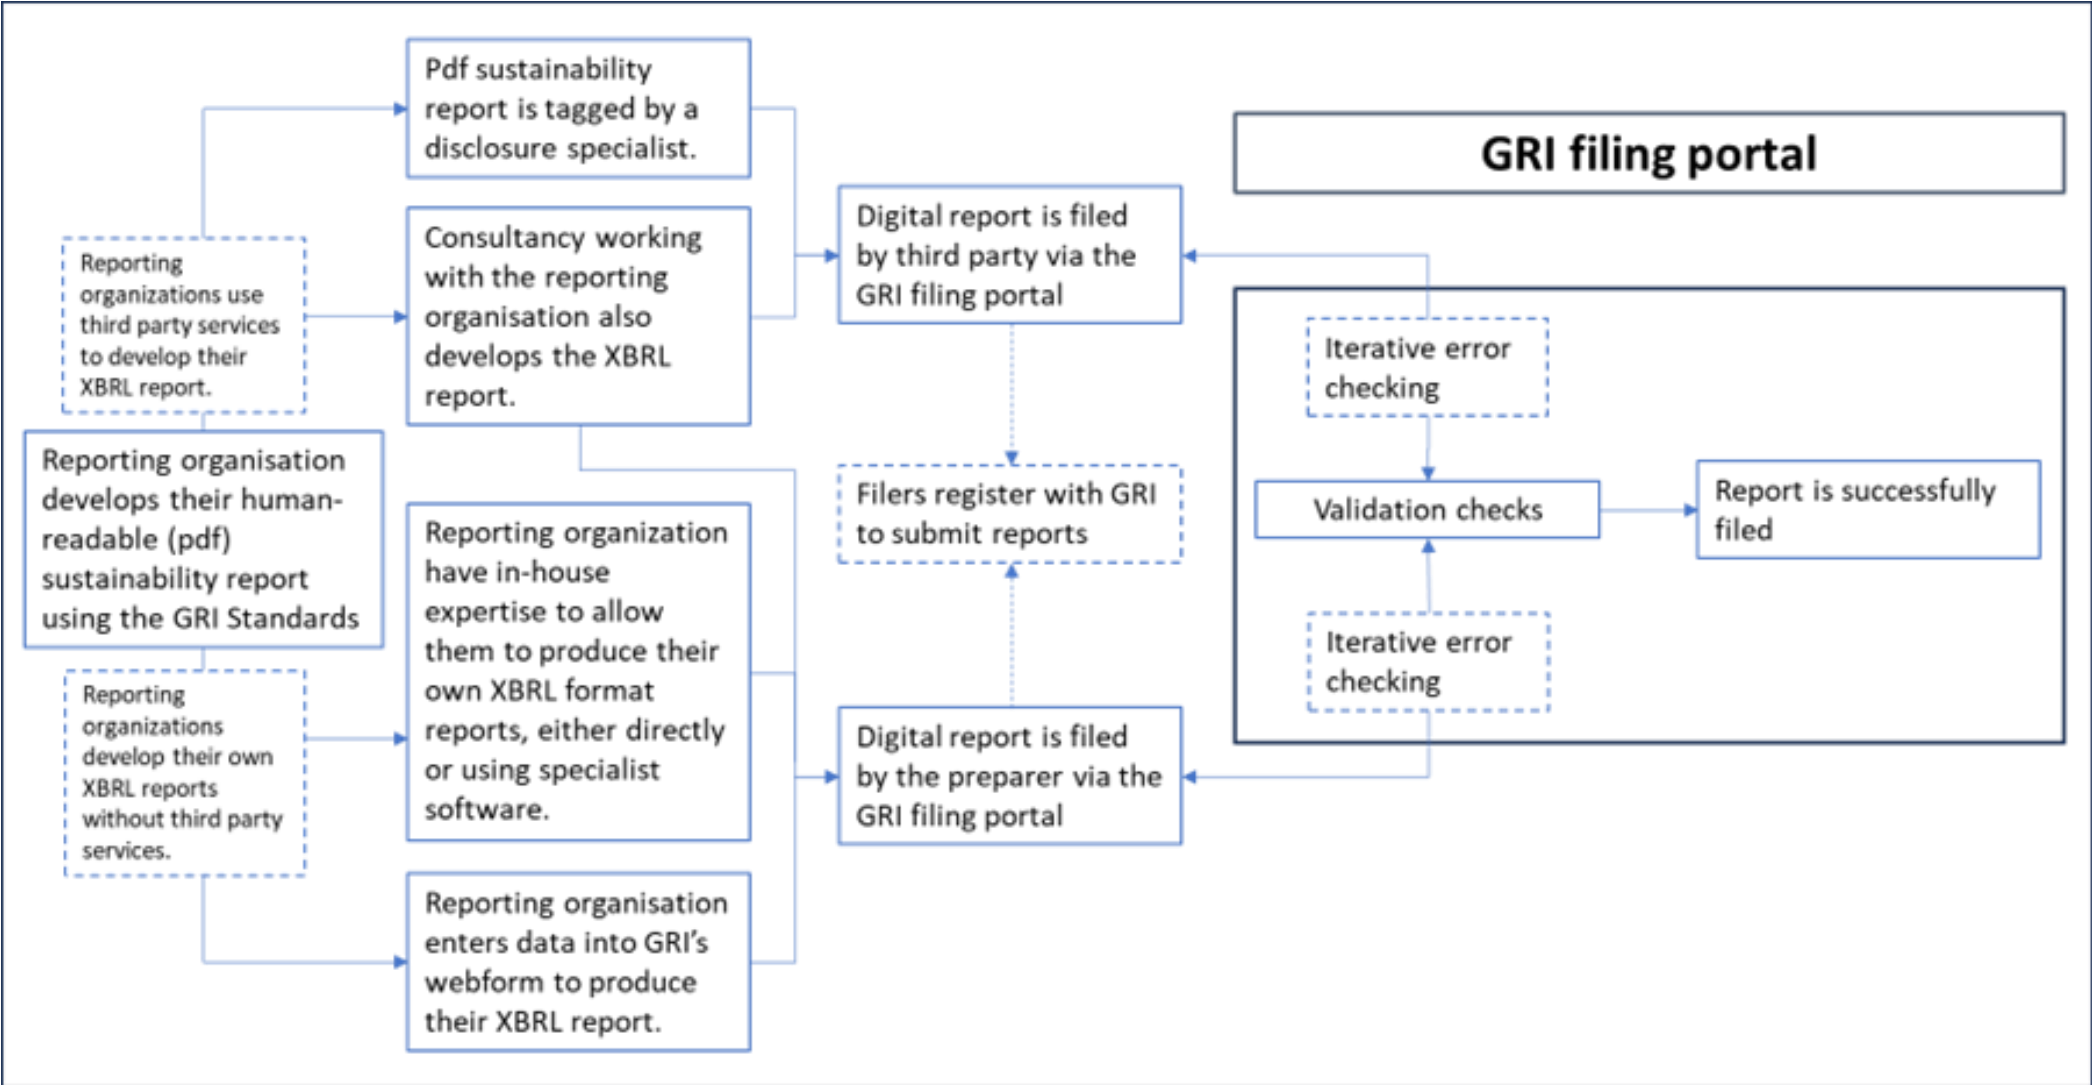 Pdf sustainability
report is tagged by a
disclosure specialist.
Consultancy working
with the reporting
organisation also
develops the XBRL
report.
Reporting
organizations use
third party services
to develop their
XBRL report.
Reporting organisation
develops their human-
readable (pdf)
sustainability report
using the GRI Standards
Reporting
organizations
develop their own
XBRL reports
without third party
services.
Reporting organization
have in-house
expertise to allow
them to produce their
own XBRL format
reports, either directly
or using specialist
software.
Reporting organisation
enters data into GRI's
webform to produce
their XBRL report.
Digital report is filed
by third party via the
GRI filing portal
Filers register with GRI
to submit reports
Digital report is filed
by the preparer via the
GRI filing portal
GRI filing portal
Iterative error
checking
Validation checks
Report is successfully
filed
Iterative error
checking